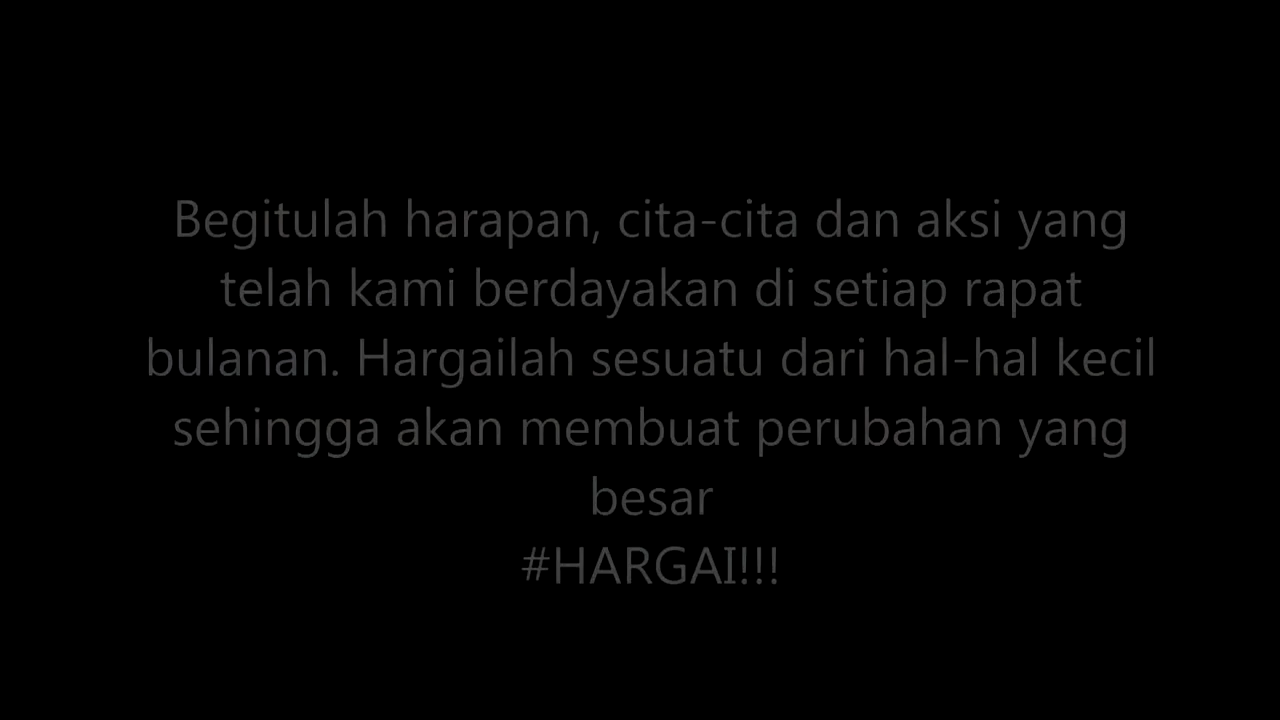 Begitulah harapan, cita-cita dan aksi yang
telah kami berdayakan di setiap rapat
bulanan. Hargailah sesuatu dari hal-hal kecil
sehingga akan membuat perubahan yang
besar
#HARGAI!!!